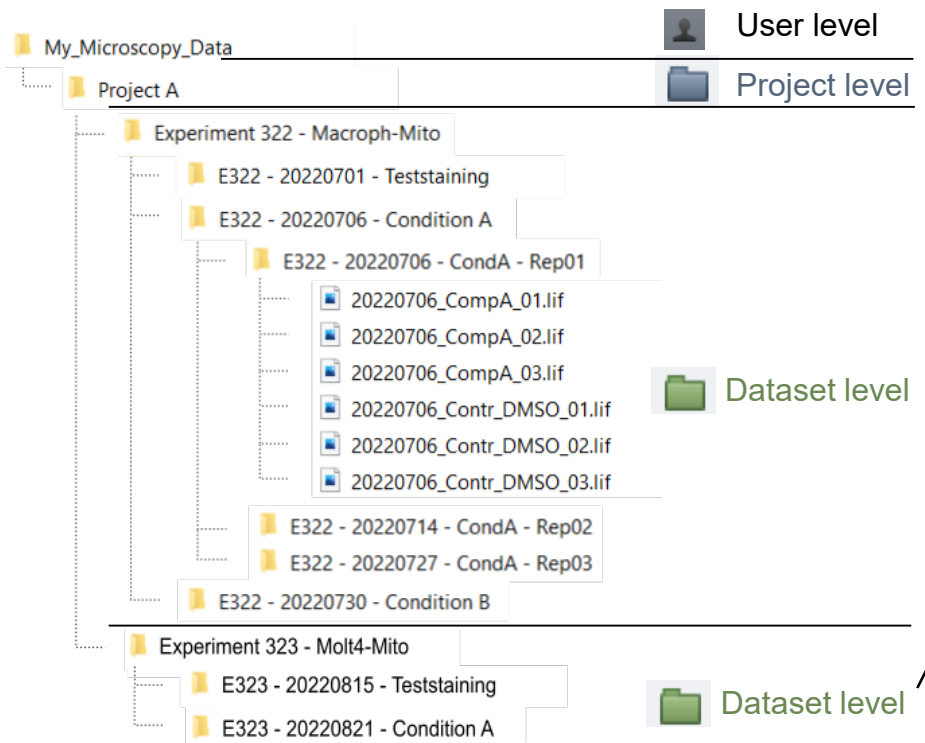 User level
My_Microscopy_Data
Project A
Project level
Experiment 322 - Macroph-Mito
E322 - 20220701 - Teststaining
E322 - 20220706 - Condition A
E322 - 20220706 - CondA - Rep01
20220706_CompA_01.lif
20220706_CompA_02.lif
20220706_CompA_03.lif
Dataset level
20220706_Contr_DMSO_01.lif
20220706_Contr_DMSO_02.lif
20220706_Contr_DMSO_03.lif
E322 - 20220714 - CondA - Rep02
E322 - 20220727 - CondA - Rep03
E322 - 20220730 - Condition B
Experiment 323 - Molt4-Mito
E323 - 20220815 - Teststaining
Dataset level
E323 - 20220821 - Condition A